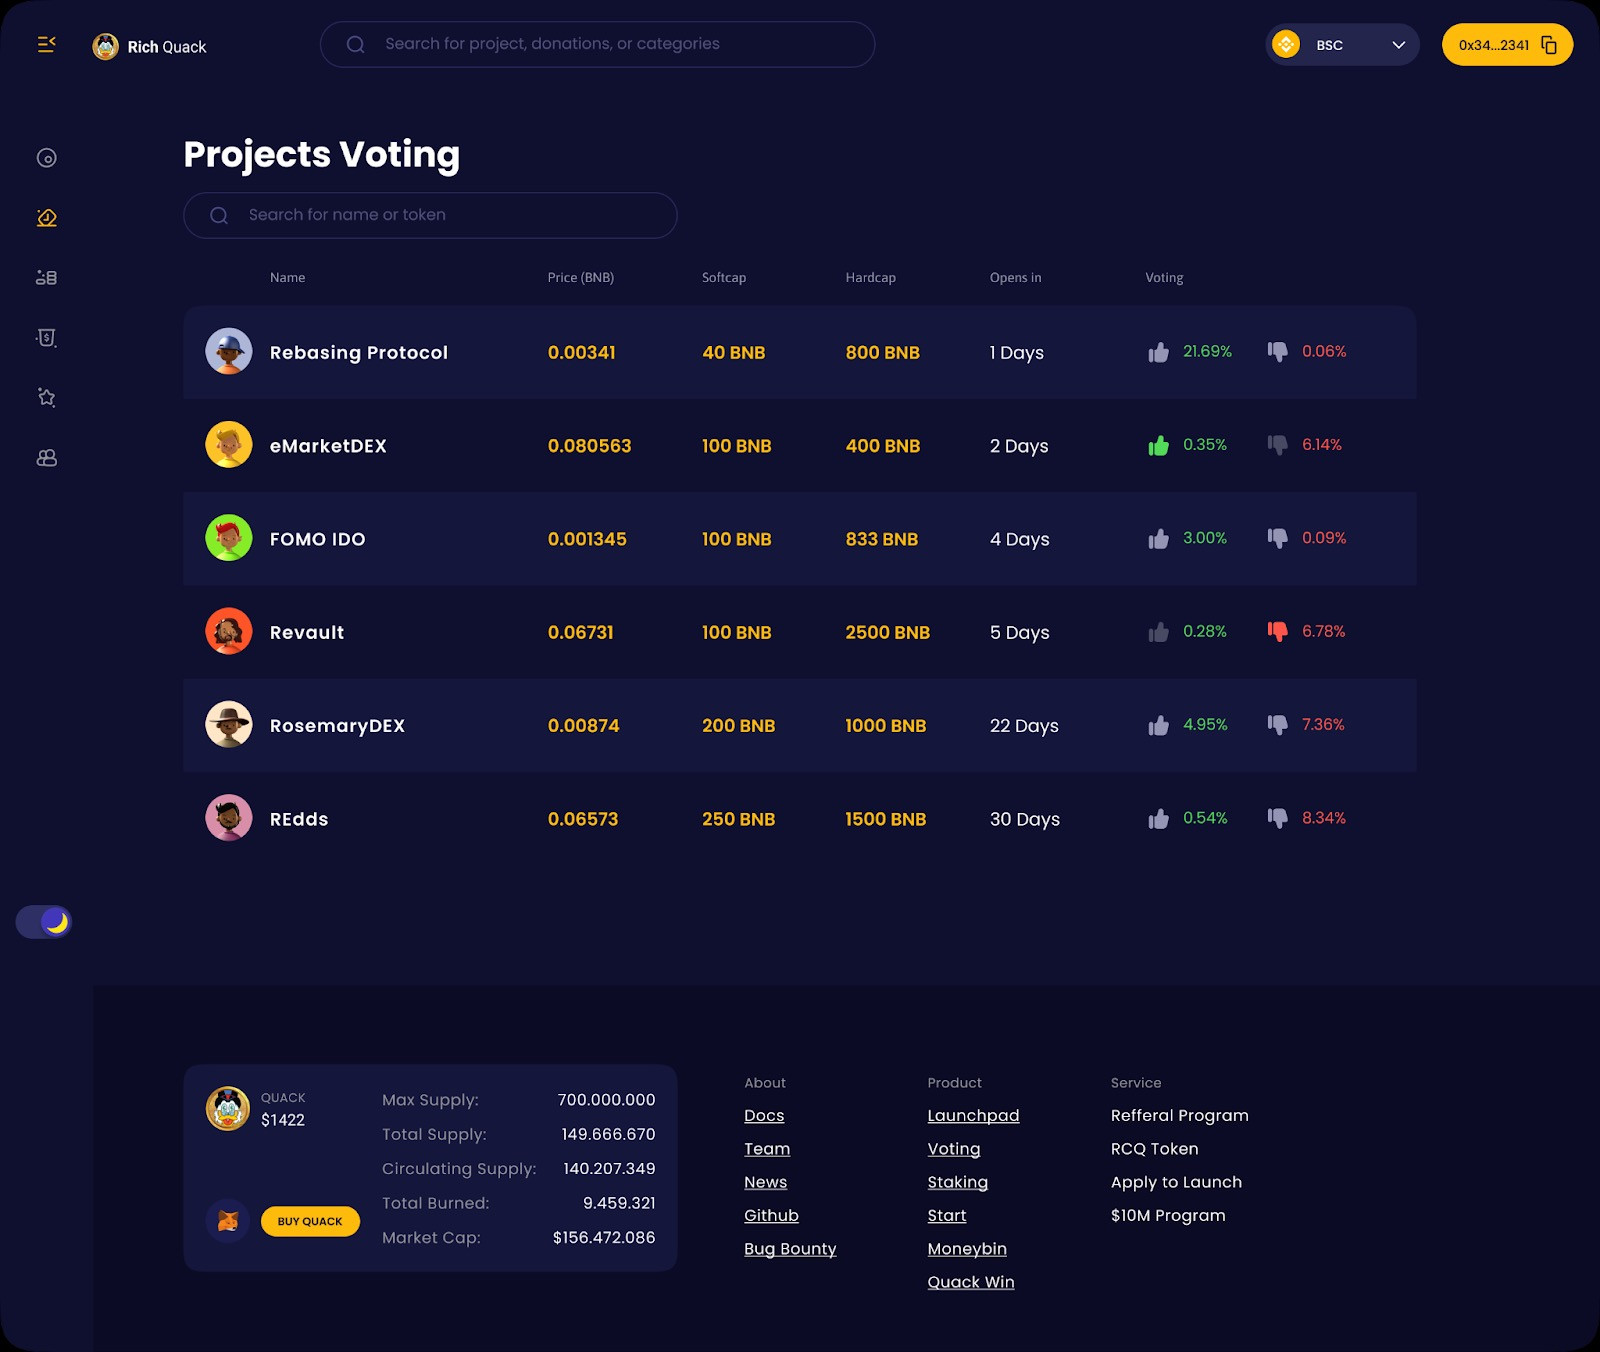 Rich Quack
Search for project, donations, or categories
BSC
0x34...2341
Projects Voting
Search for name or token
Name Price (BNB) Softcap Hardcap Opens in Voting
Rebasing Protocol 0.00341 40 BNB 800 BNB 1 Days 21.69% 0.06%
eMarketDEX 0.080563 100 BNB 400 BNB 2 Days 0.35% 6.14%
FOMO IDO 0.001345 100 BNB 833 BNB 4 Days 3.00% 0.09%
Revault 0.06731 100 BNB 2500 BNB 5 Days 0.28% 6.78%
RosemaryDEX 0.00874 200 BNB 1000 BNB 22 Days 4.95% 7.36%
REdds 0.06573 250 BNB 1500 BNB 30 Days 0.54% 8.34%
QUACK
$1422
BUY QUACK
Max Supply: 700.000.000
Total Supply: 149.666.670
Circulating Supply: 140.207.349
Total Burned: 9.459.321
Market Cap: $156.472.086
About
Docs
Team
News
Github
Bug Bounty
Product
Launchpad
Voting
Staking
Start
Moneybin
Quack Win
Service
Refferal Program
RCQ Token
Apply to Launch
$10M Program